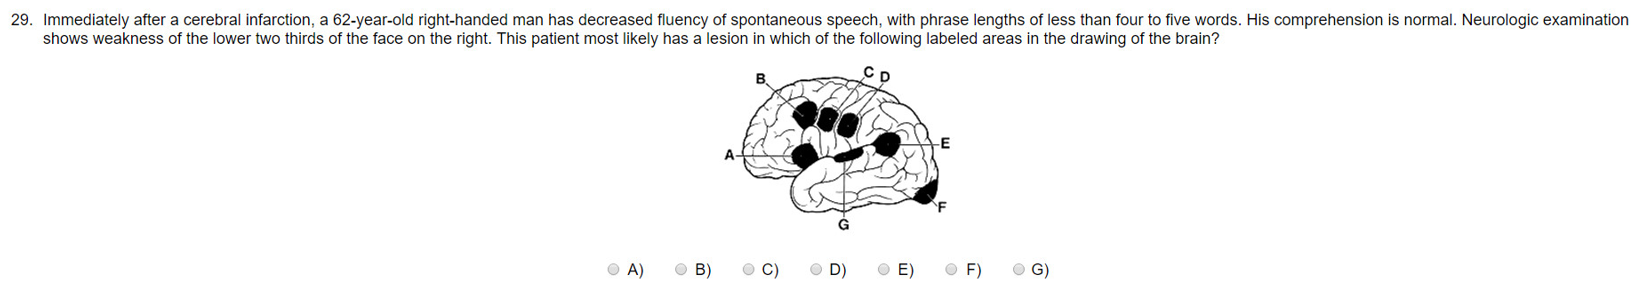 29. Immediately after a cerebral infarction, a 62-year-old right-handed man has decreased fluency of spontaneous speech, with phrase lengths of less than four to five words. His comprehension is normal. Neurologic examination
shows weakness of the lower two thirds of the face on the right. This patient most likely has a lesion in which of the following labeled areas in the drawing of the brain?
B
C D
A
E
F
G
A) B) C) D) E) F) G)